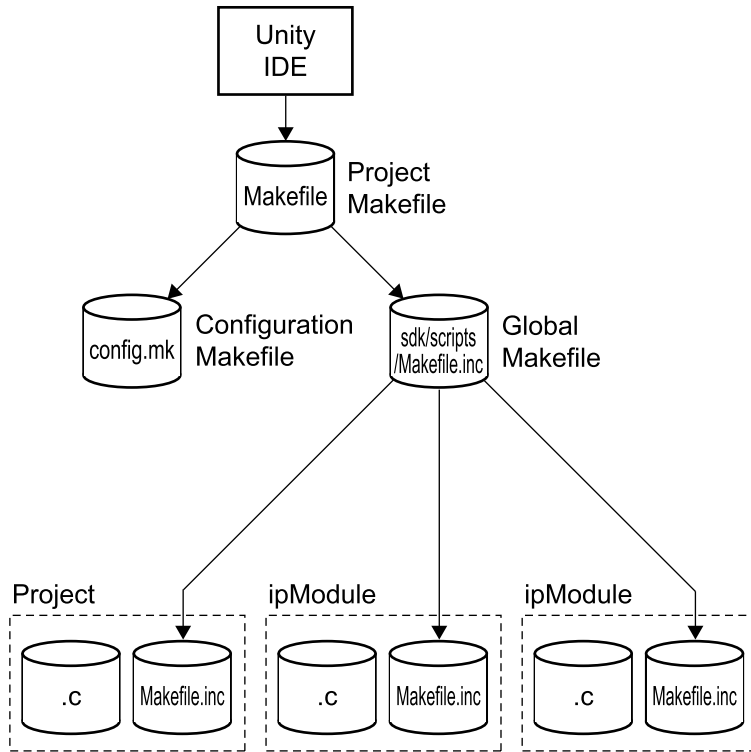 Unity
IDE
Makefile
Project
Makefile
config.mk
Configuration
Makefile
sdk/scripts
/Makefile.inc
Global
Makefile
Project
ipModule
ipModule
.c
Makefile.inc
.c
Makefile.inc
.c
Makefile.inc